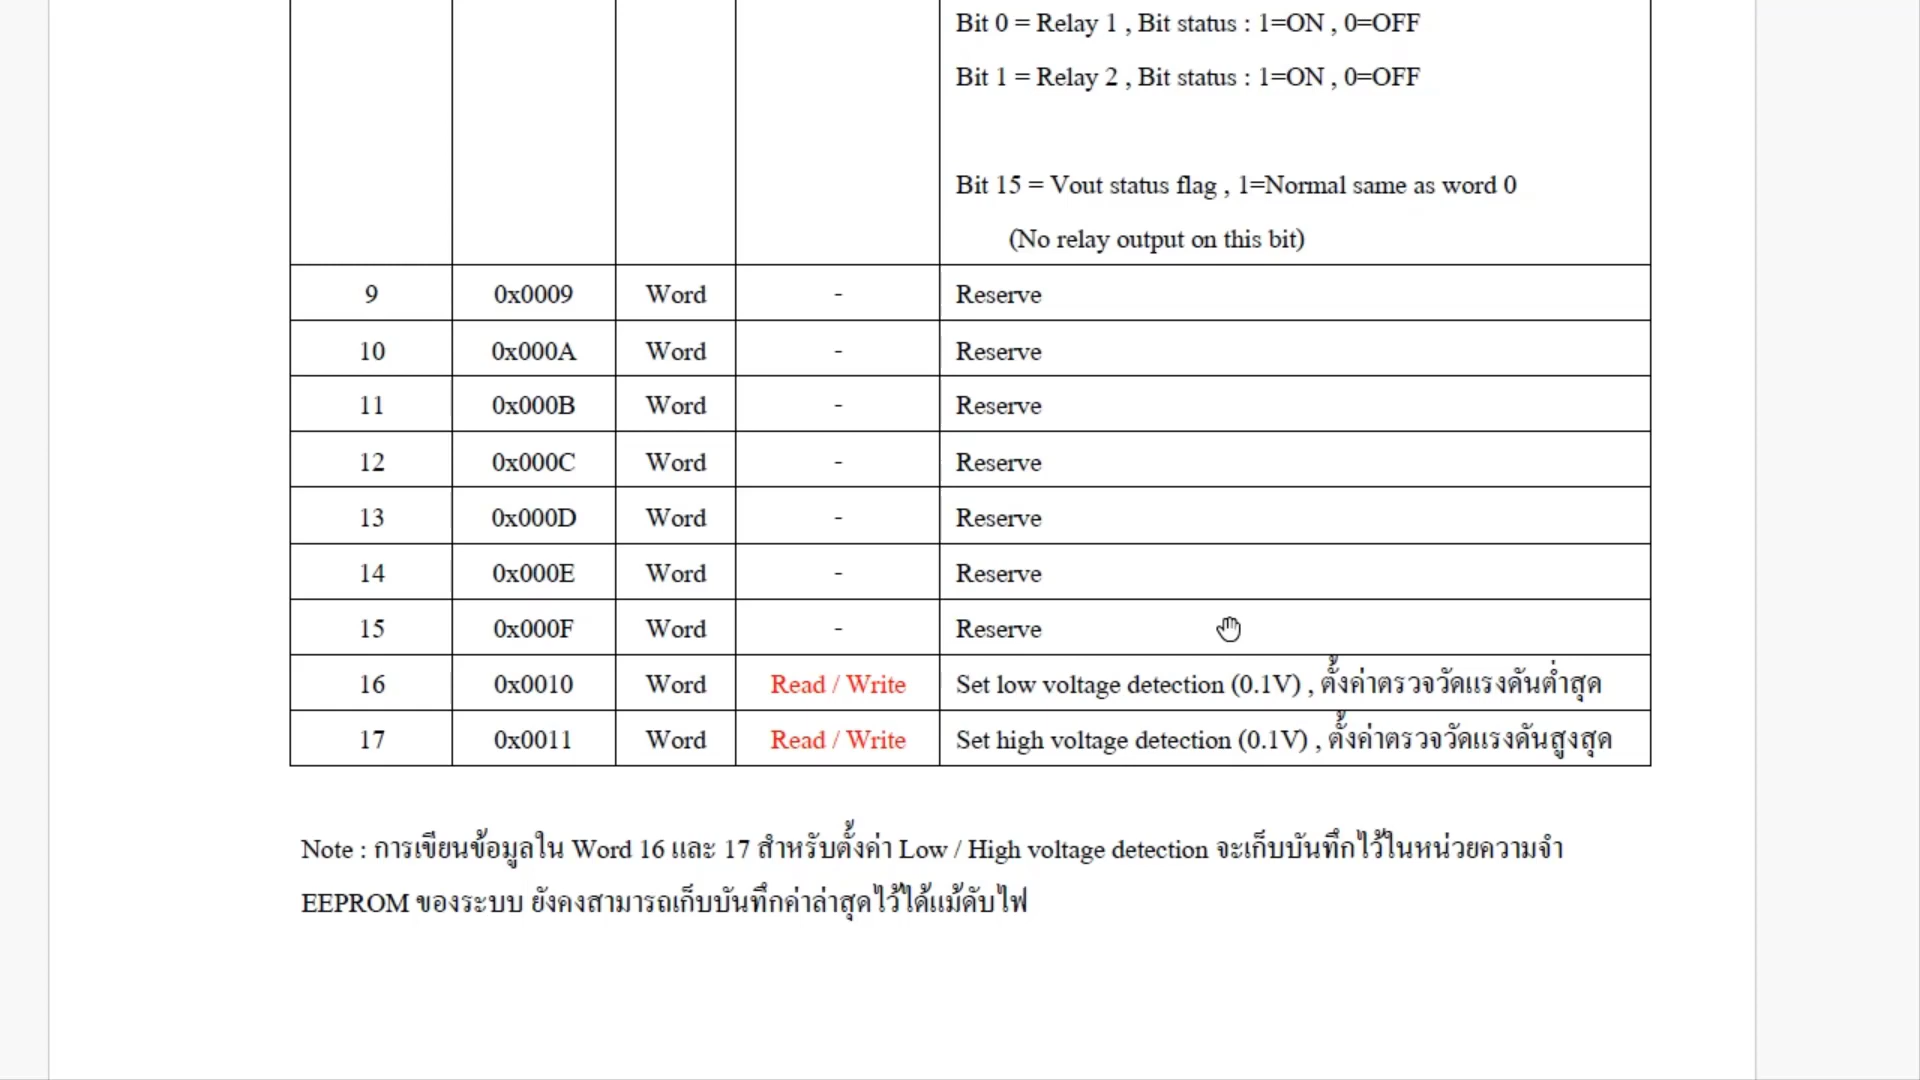 Bit 0 = Relay 1 , Bit status : 1=ON , 0=OFF
Bit 1 = Relay 2 , Bit status : 1=ON , 0=OFF
Bit 15 = Vout status flag , 1=Normal same as word 0
(No relay output on this bit)
9 0x0009 Word - Reserve
10 0x000A Word - Reserve
11 0x000B Word - Reserve
12 0x000C Word - Reserve
13 0x000D Word - Reserve
14 0x000E Word - Reserve
15 0x000F Word - Reserve
16 0x0010 Word Read / Write Set low voltage detection (0.1V) , ตั้งค่าตรวจวัดแรงดันต่ำสุด
17 0x0011 Word Read / Write Set high voltage detection (0.1V) , ตั้งค่าตรวจวัดแรงดันสูงสุด
Note : การเขียนข้อมูลใน Word 16 และ 17 สำหรับตั้งค่า Low / High voltage detection จะเก็บบันทึกไว้ในหน่วยความจำ
EEPROM ของระบบ ยังคงสามารถเก็บบันทึกค่าล่าสุดไว้ได้แม้ดับไฟ